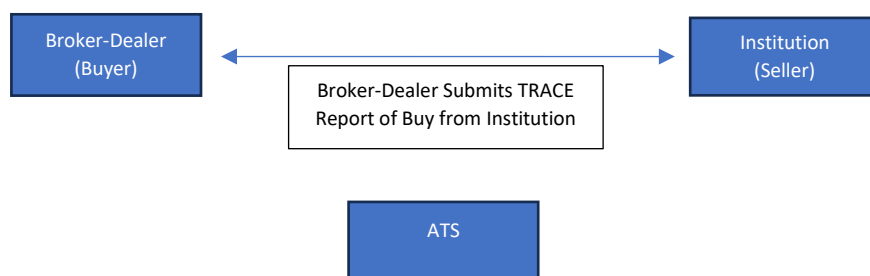 Broker-Dealer
(Buyer)
Institution
(Seller)
Broker-Dealer Submits TRACE
Report of Buy from Institution
ATS